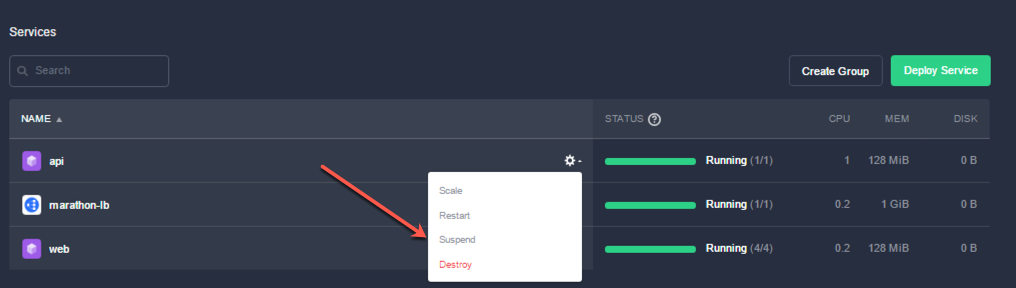 Services
Search
Create Group
Deploy Service
NAME
STATUS
CPU
MEM
DISK
api
Running (1/1)
1
128 MiB
0 B
Scale
marathon-lb
Running (1/1)
0.2
1 GiB
0 B
Restart
Suspend
web
Running (4/4)
0.2
128 MiB
0 B
Destroy